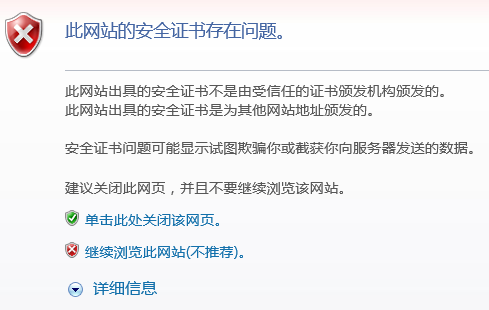 此网站的安全证书存在问题。
此网站出具的安全证书不是由受信任的证书颁发机构颁发的。
此网站出具的安全证书是为其他网站地址颁发的。
安全证书问题可能显示试图欺骗你或截获你向服务器发送的数据。
建议关闭此网页，并且不要继续浏览该网站。
单击此处关闭该网页。
继续浏览此网站(不推荐)。
详细信息